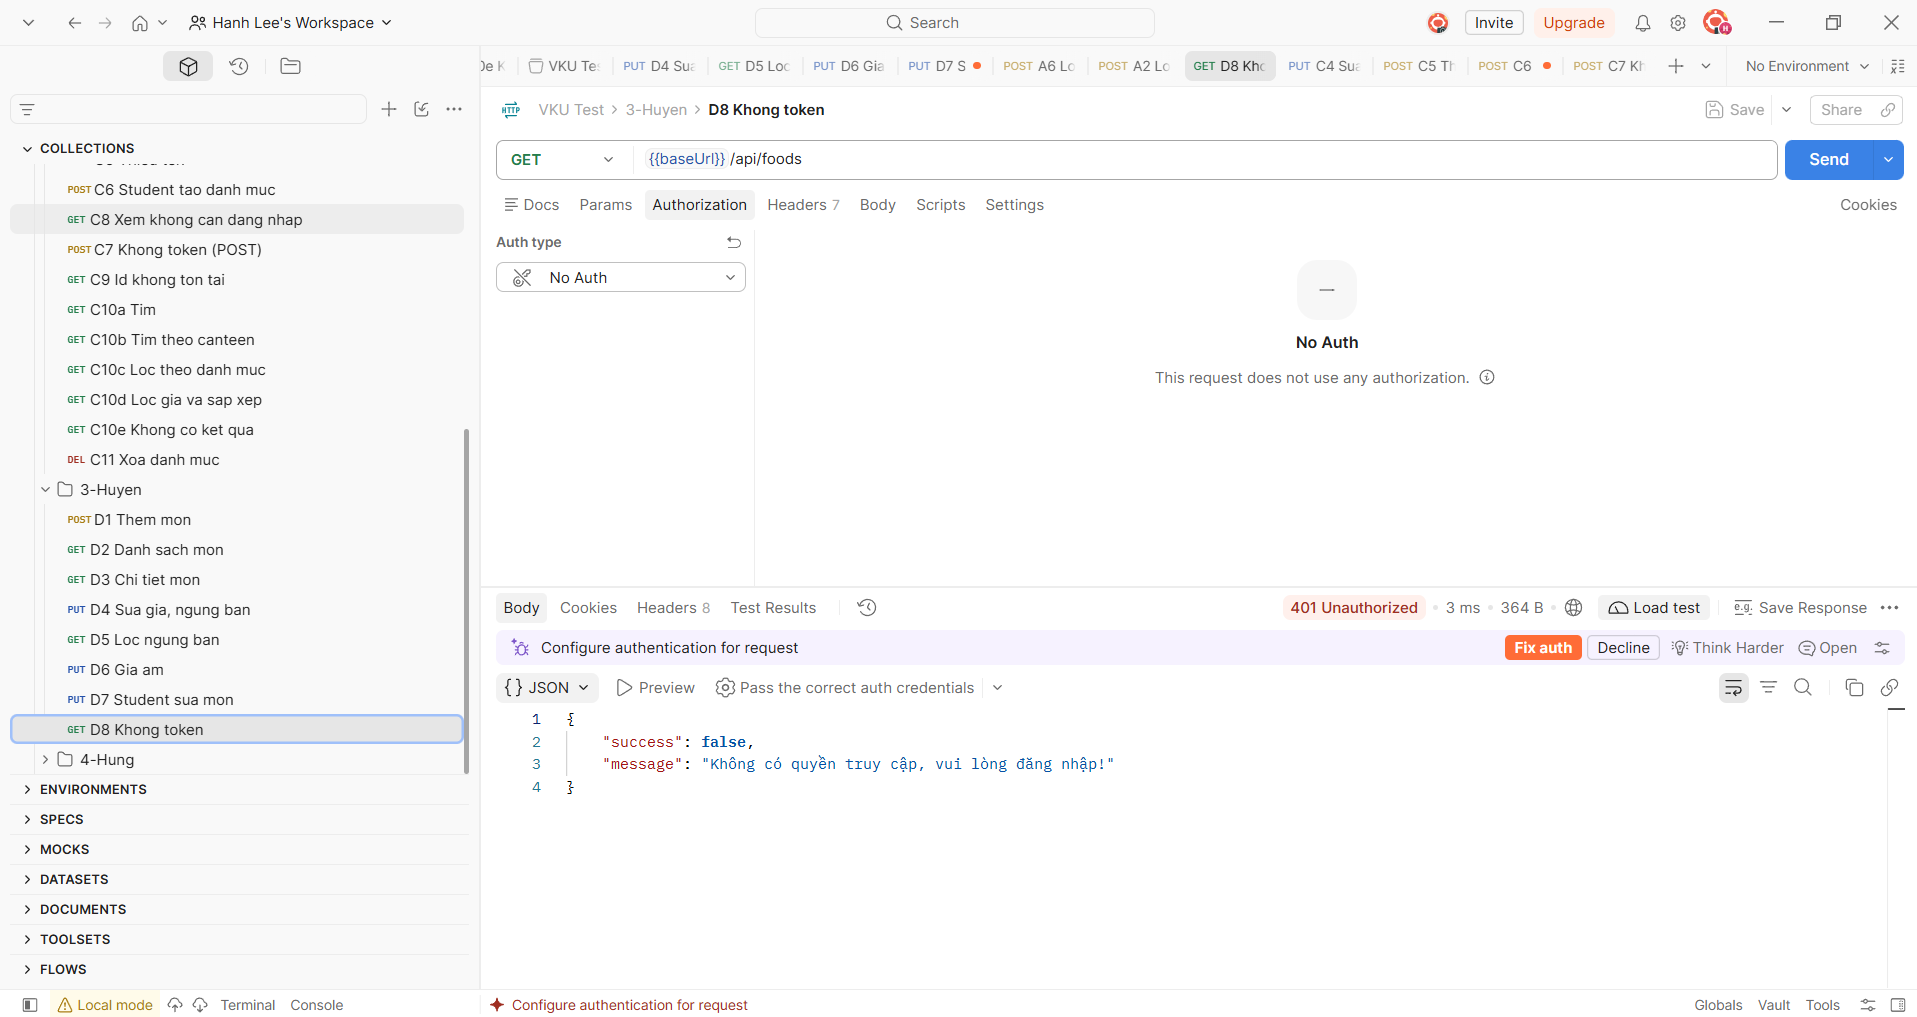 Hanh Lee's Workspace
Search
Invite
Upgrade
VKU Te
PUT D4 Sua
GET D5 Loc
PUT D6 Gia
PUT D7 S
POST A6 Lo
POST A2 Lo
GET D8 Kho
PUT C4 Sua
POST C5 Th
POST C6
POST C7 Kh
No Environment
HTTP VKU Test > 3-Huyen > D8 Khong token
Save
Share
COLLECTIONS
POST C6 Student tao danh muc
GET C8 Xem khong can dang nhap
POST C7 Khong token (POST)
GET C9 Id khong ton tai
GET C10a Tim
GET C10b Tim theo canteen
GET C10c Loc theo danh muc
GET C10d Loc gia va sap xep
GET C10e Khong co ket qua
DEL C11 Xoa danh muc
3-Huyen
POST D1 Them mon
GET D2 Danh sach mon
GET D3 Chi tiet mon
PUT D4 Sua gia, ngung ban
GET D5 Loc ngung ban
PUT D6 Gia am
PUT D7 Student sua mon
GET D8 Khong token
4-Hung
ENVIRONMENTS
SPECS
MOCKS
DATASETS
DOCUMENTS
TOOLSETS
FLOWS
GET
{{baseUrl}} /api/foods
Send
Docs
Params
Authorization
Headers 7
Body
Scripts
Settings
Cookies
Auth type
No Auth
No Auth
This request does not use any authorization.
Body
Cookies
Headers 8
Test Results
401 Unauthorized
3 ms
364 B
Load test
e.g. Save Response
Configure authentication for request
Fix auth
Decline
Think Harder
Open
{} JSON
Preview
Pass the correct auth credentials
1 {
2 "success": false,
3 "message": "Không có quyền truy cập, vui lòng đăng nhập!"
4 }
Local mode
Terminal
Console
Configure authentication for request
Globals
Vault
Tools